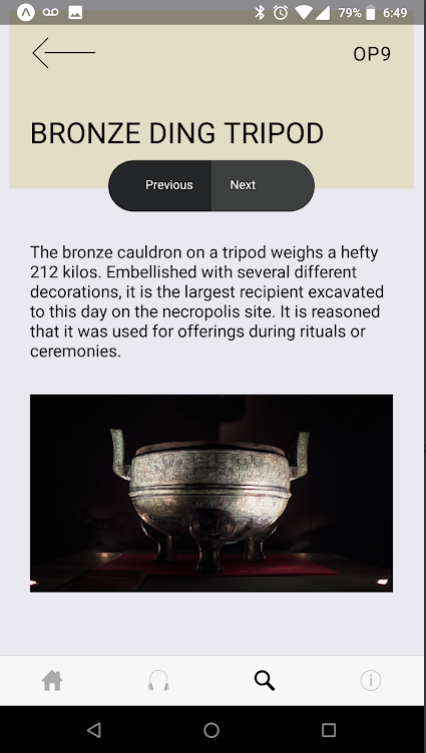 79% 6:49
OP9
BRONZE DING TRIPOD
Previous Next
The bronze cauldron on a tripod weighs a hefty
212 kilos. Embellished with several different
decorations, it is the largest recipient excavated
to this day on the necropolis site. It is reasoned
that it was used for offerings during rituals or
ceremonies.